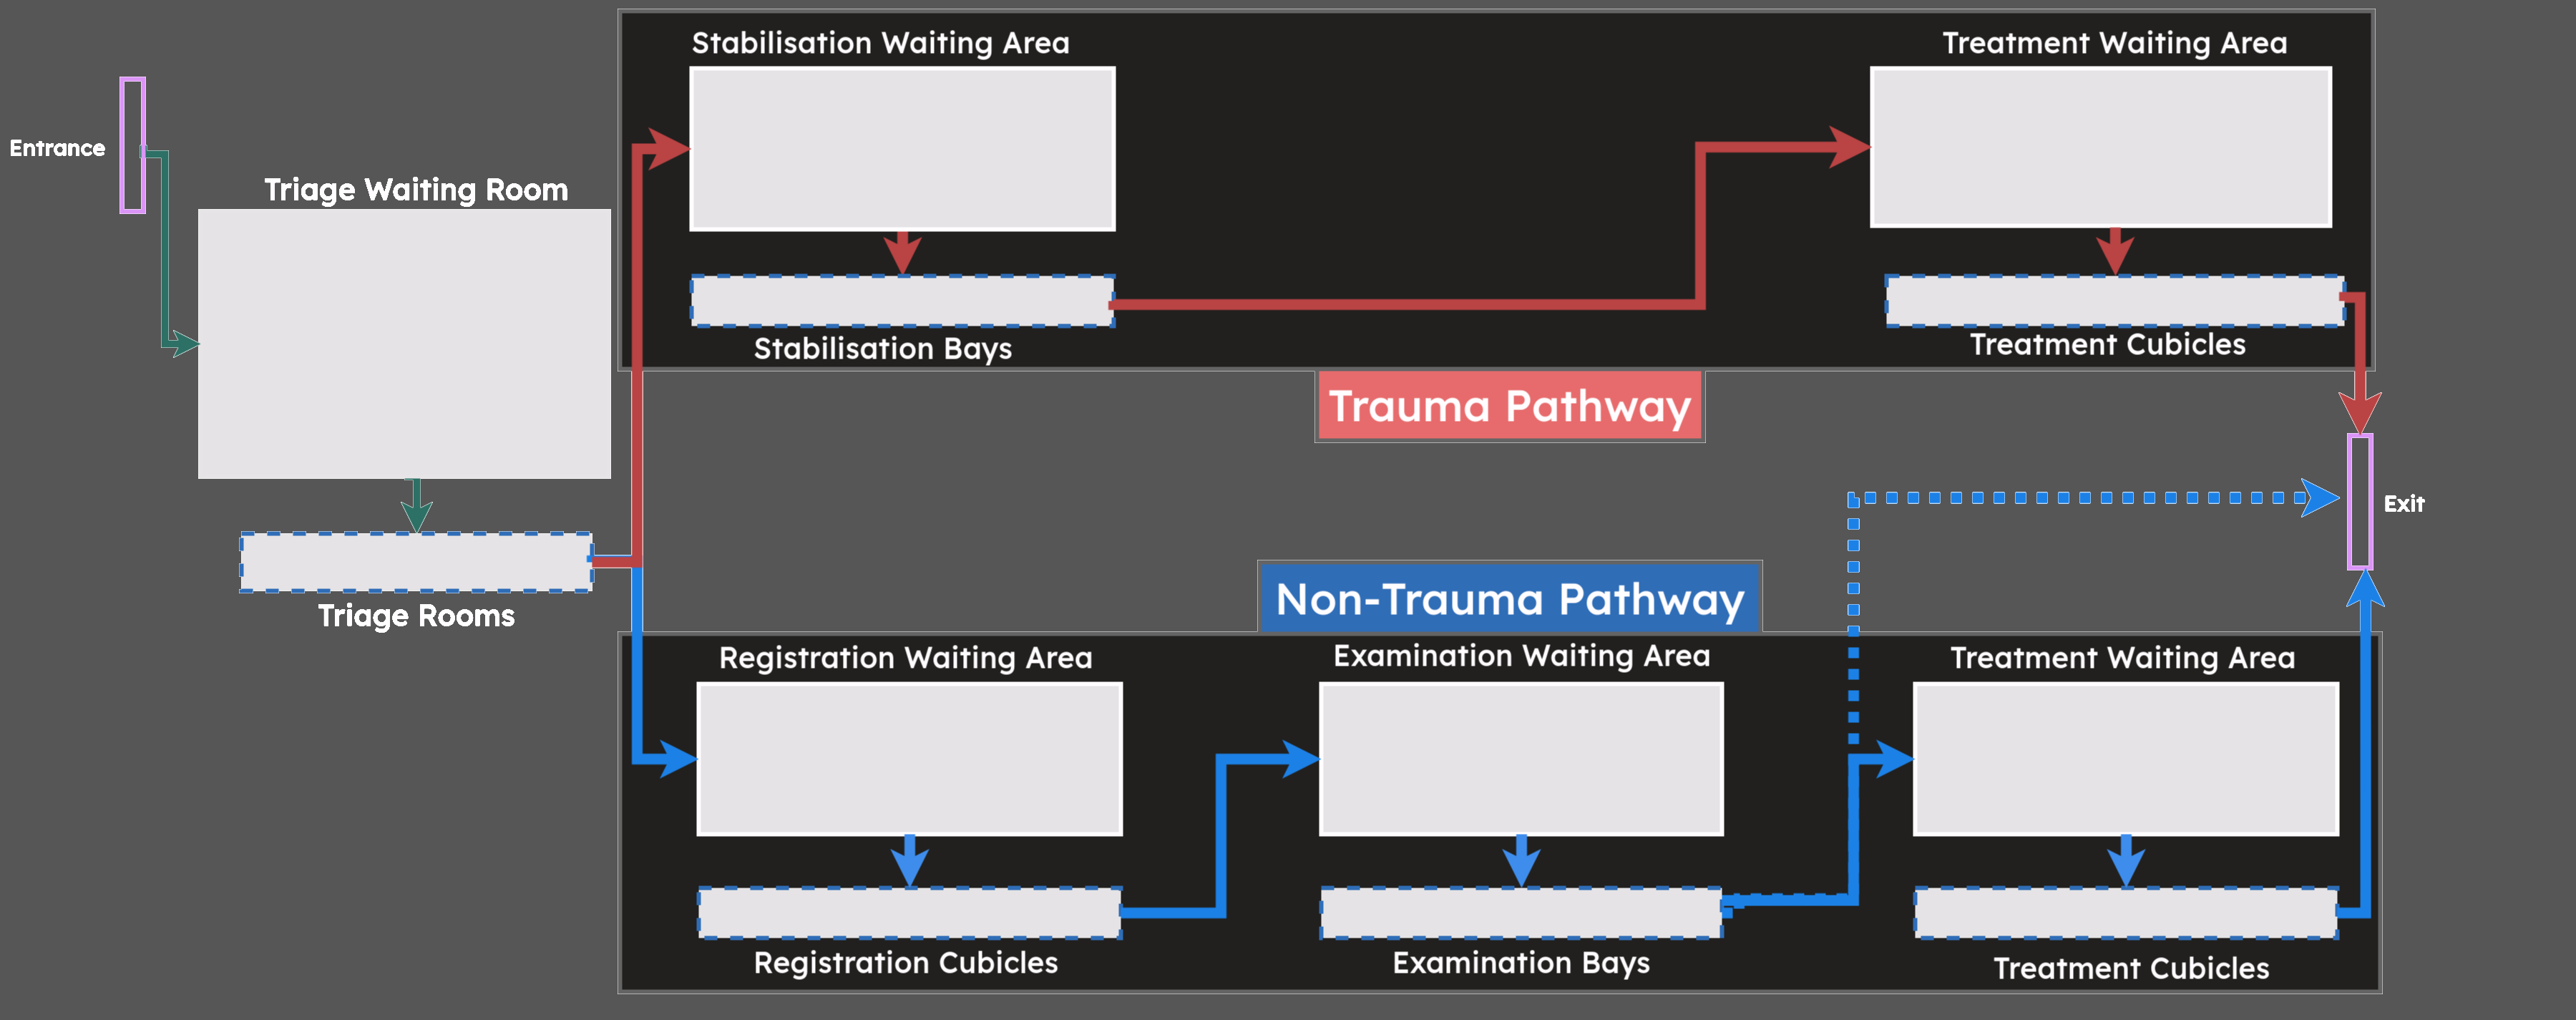 Entrance
Triage Waiting Room
Triage Rooms
Stabilisation Waiting Area
Treatment Waiting Area
Stabilisation Bays
Treatment Cubicles
Trauma Pathway
Exit
Non-Trauma Pathway
Registration Waiting Area
Examination Waiting Area
Treatment Waiting Area
Registration Cubicles
Examination Bays
Treatment Cubicles